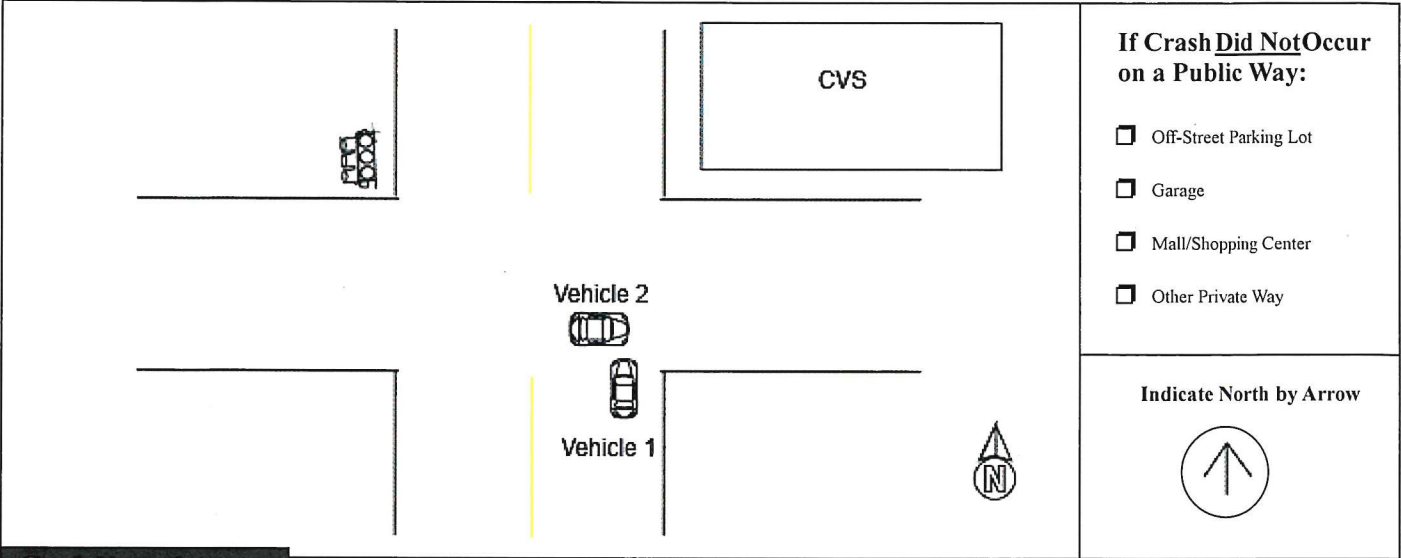 CVS
Vehicle 2
Vehicle 1
N
If Crash Did Not Occur
on a Public Way:
Off-Street Parking Lot
Garage
Mall/Shopping Center
Other Private Way
Indicate North by Arrow